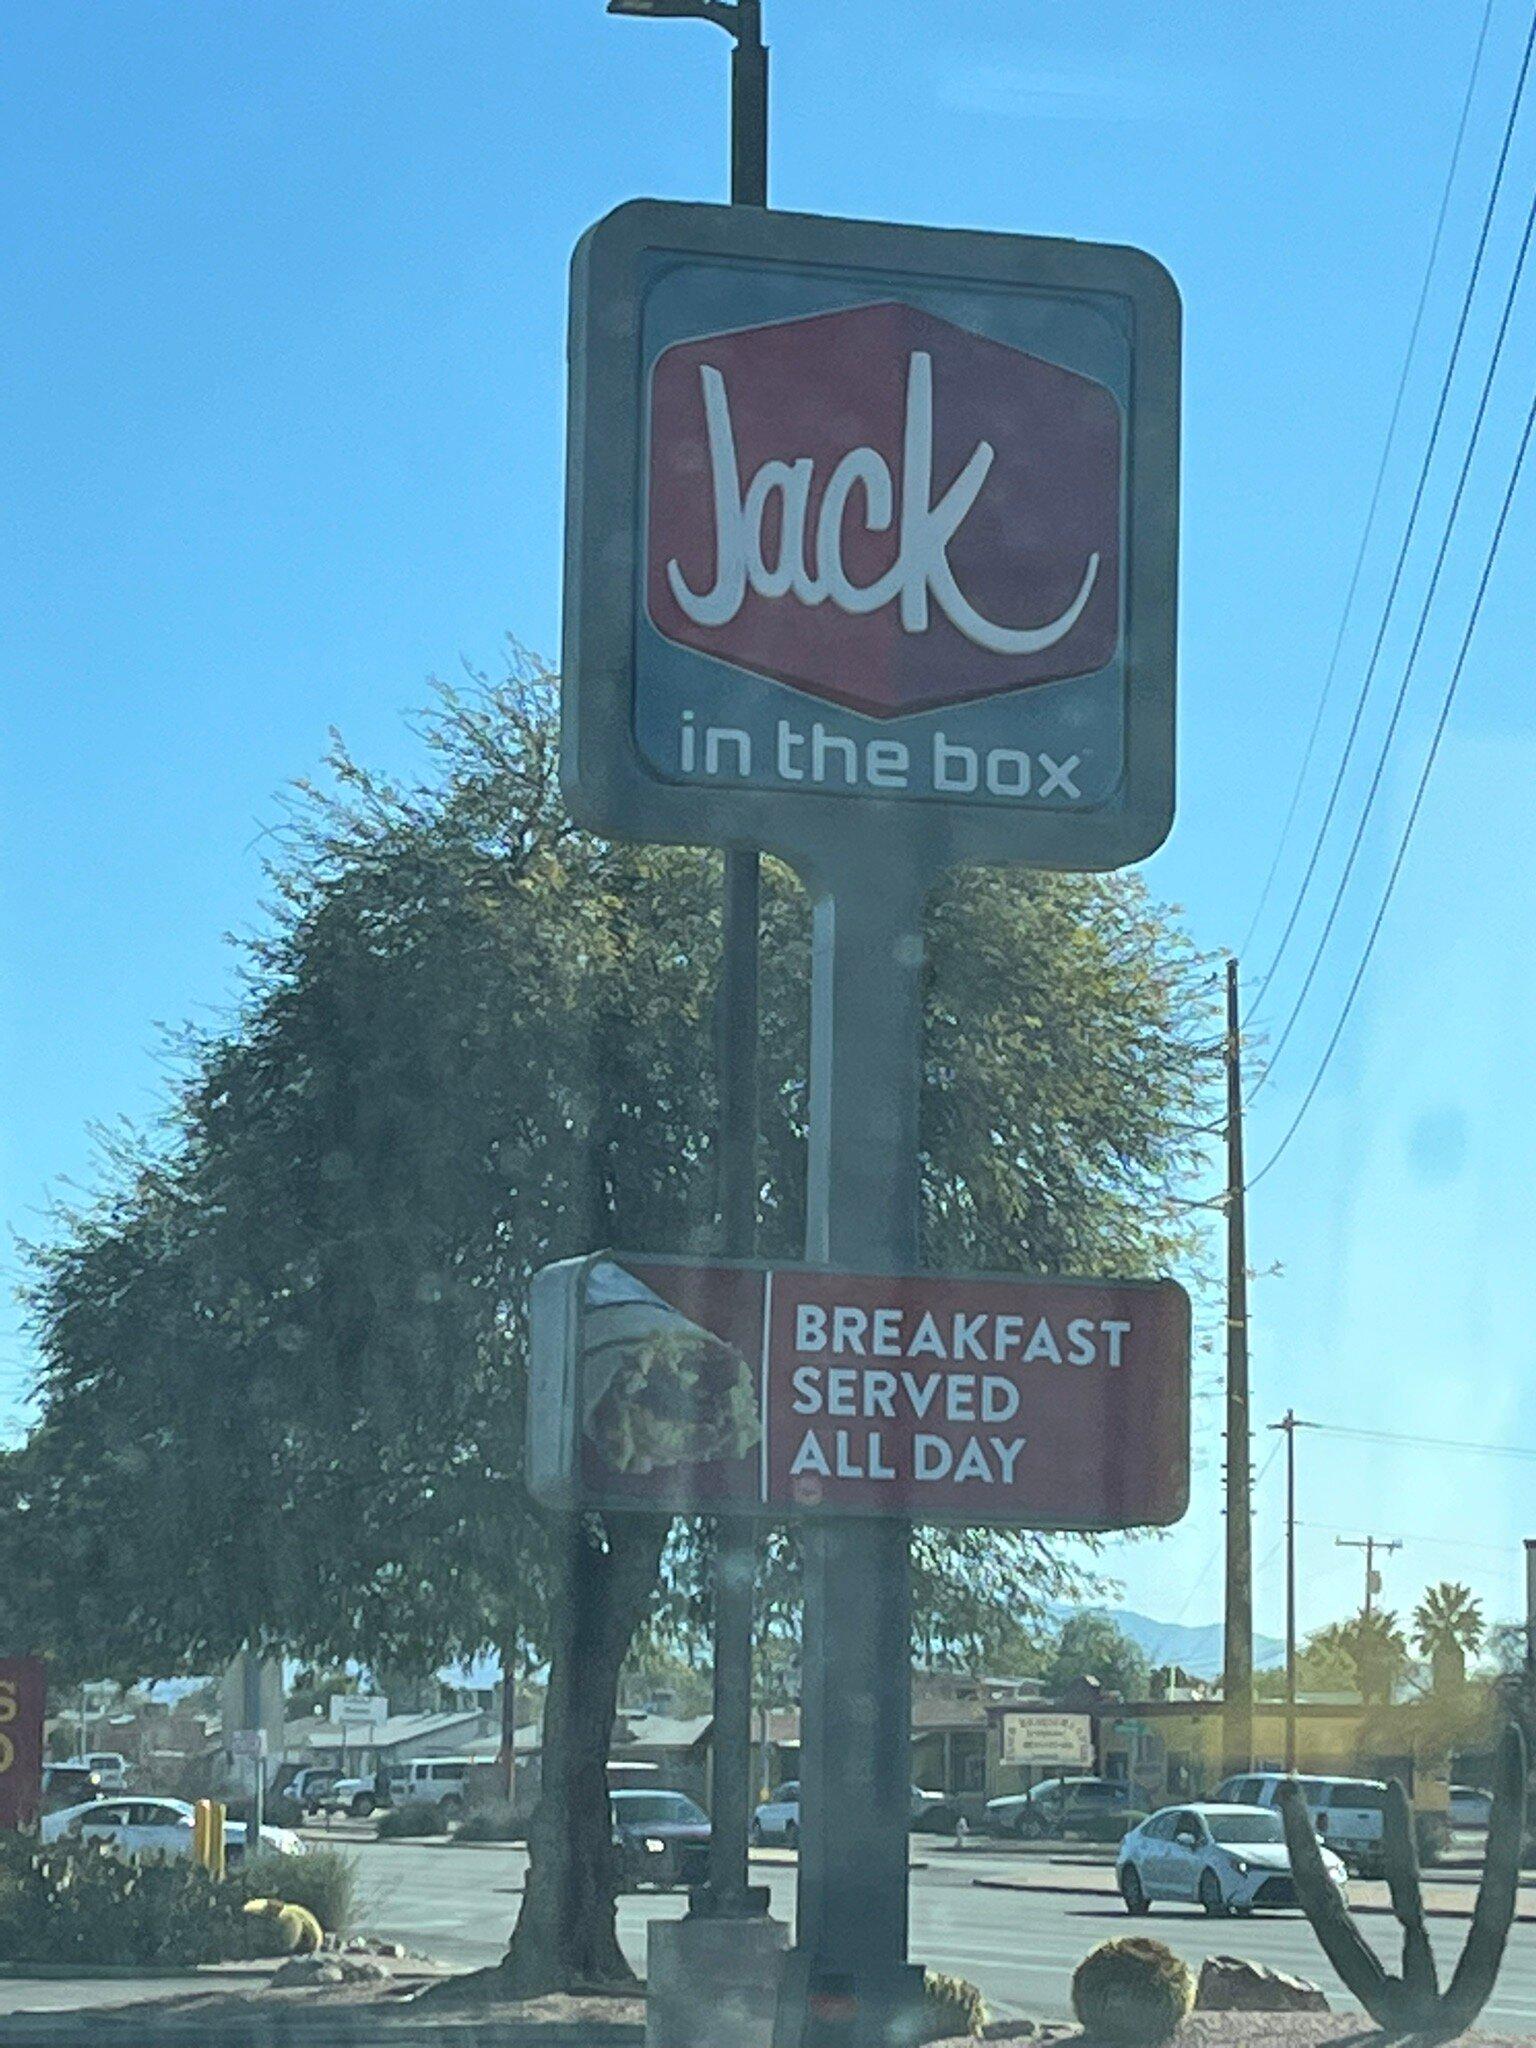 Jack
in the box
BREAKFAST
SERVED
ALL DAY